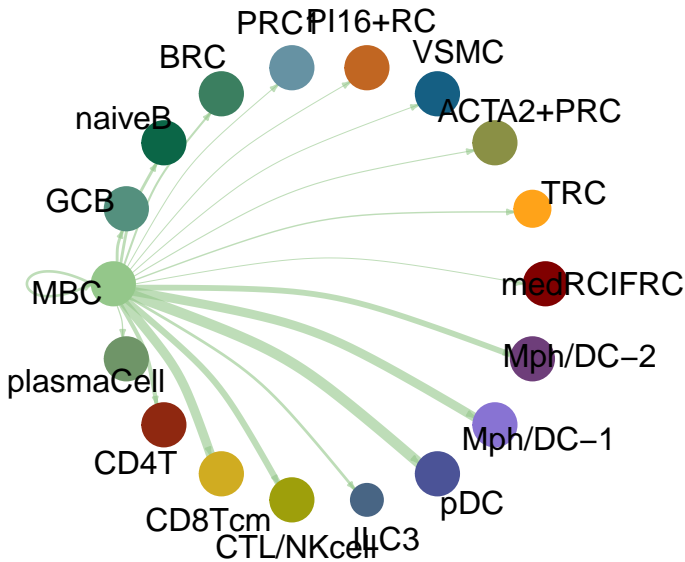 PRC1
PI16+RC
BRC
VSMC
naiveB
ACTA2+PRC
GCB
TRC
MBC
medRCIFRC
plasmaCell
Mph/DC−2
CD4T
Mph/DC−1
CD8Tcm
pDC
CTL/NKcell
ILC3